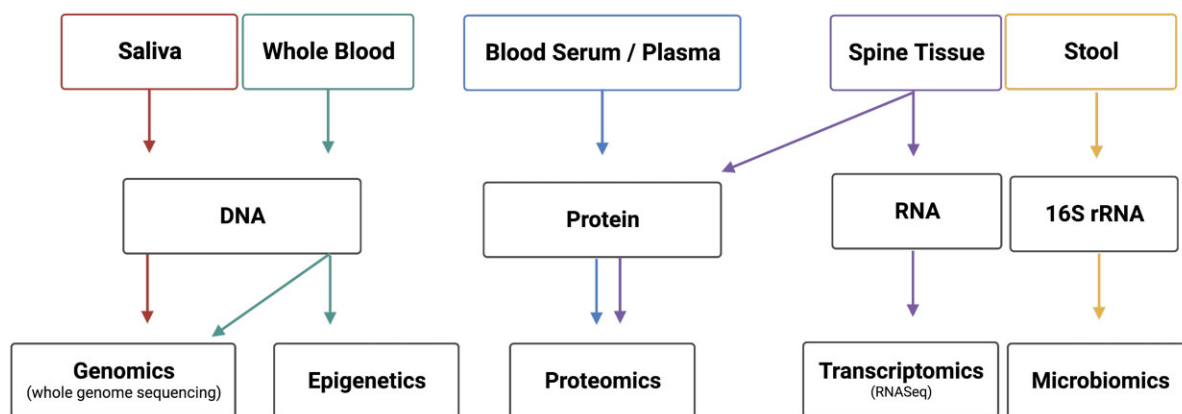 Saliva
Whole Blood
Blood Serum / Plasma
Spine Tissue
Stool
DNA
Protein
RNA
16S rRNA
Genomics
(whole genome sequencing)
Epigenetics
Proteomics
Transcriptomics
(RNASeq)
Microbiomics